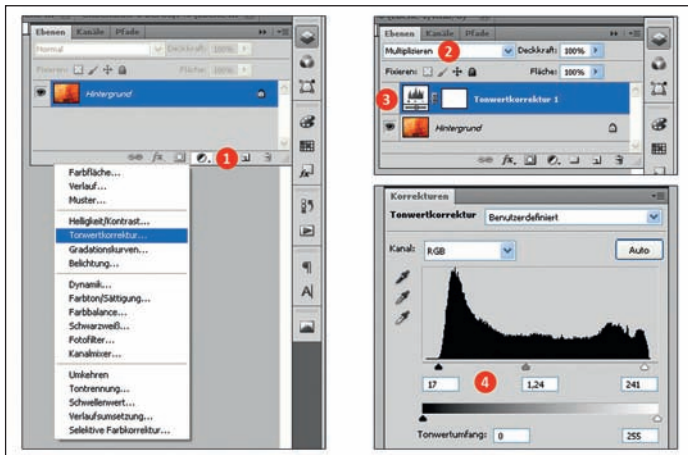 Ebenen Kanäle Pfade
Normal Deckkraft: 100%
Fixieren: Fläche: 100%
Hintergrund
fx.
1
Farbfläche...
Verlauf...
Muster...
Helligkeit/Kontrast...
Tonwertkorrektur...
Gradationskurven...
Belichtung...
Dynamik...
Farbton/Sättigung...
Farbbalance...
Schwarzweiß...
Fotofilter...
Kanalmixer...
Umkehren
Tontrennung...
Schwellenwert...
Verlaufsumsetzung...
Selektive Farbkorrektur...
Ebenen Kanäle Pfade
Multiplizieren 2 Deckkraft: 100%
Fixieren: Fläche: 100%
3 Tonwertkorrektur 1
Hintergrund
fx.
Korrekturen
Tonwertkorrektur Benutzerdefiniert
Kanal: RGB Auto
17 4 1,24 241
Tonwertumfang: 0 255